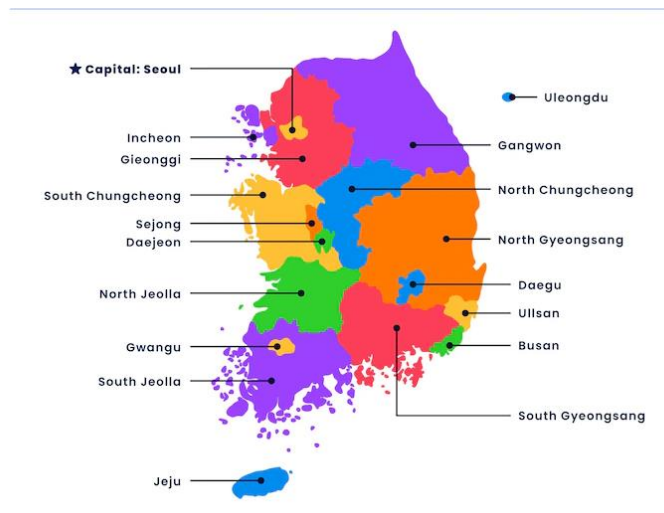 ★ Capital: Seoul
Incheon
Gieonggi
South Chungcheong
Sejong
Daejeon
North Jeolla
Gwangu
South Jeolla
Jeju
Uleongdu
Gangwon
North Chungcheong
North Gyeongsang
Daegu
Ullsan
Busan
South Gyeongsang